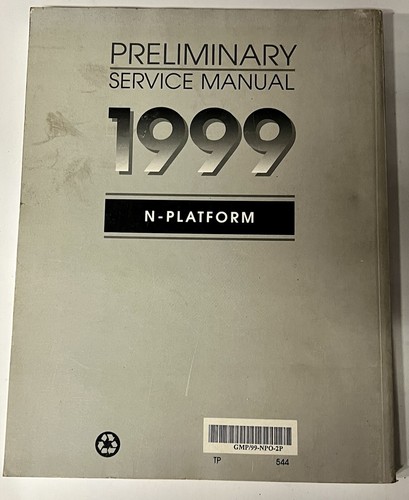 PRELIMINARY
SERVICE MANUAL
1999
N-PLATFORM
GMP/99-NPO-2P
TP 544